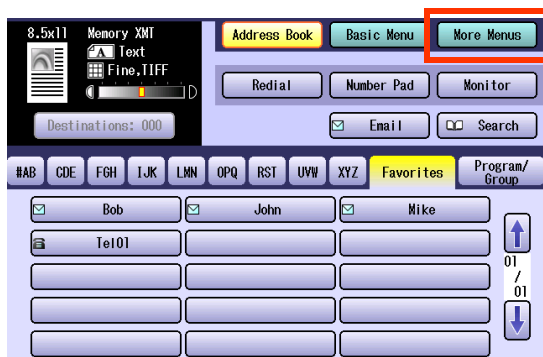 8.5x11 Memory XMT
A Text
Fine,TIFF
D
Destinations: 000
Address Book Basic Menu More Menus
Redial Number Pad Monitor
Email Search
#AB CDE FGH IJK LMN OPQ RST UVW XYZ Favorites Program/
Group
Bob John Mike
Tel01
01
/
01